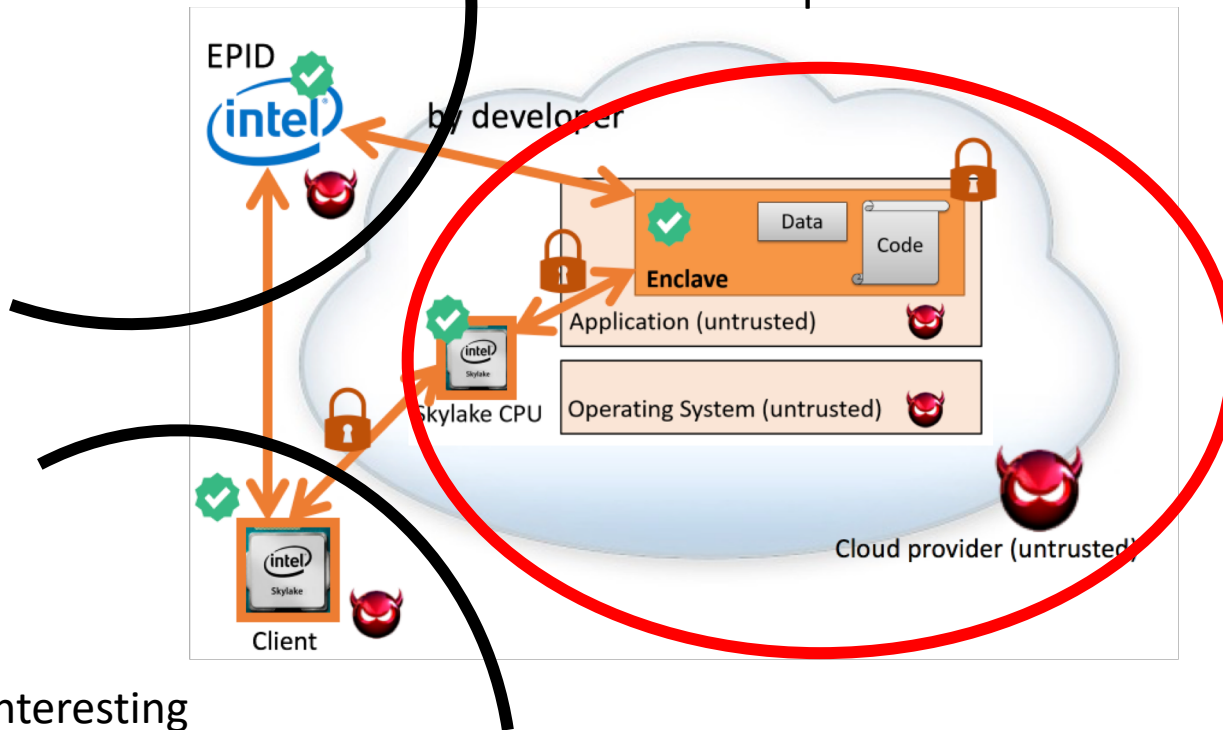 EPID
intel
by developer
Data
Code
Enclave
Application (untrusted)
intel
Skylake
Skylake CPU
Operating System (untrusted)
Cloud provider (untrusted)
intel
Skylake
Client
nteresting